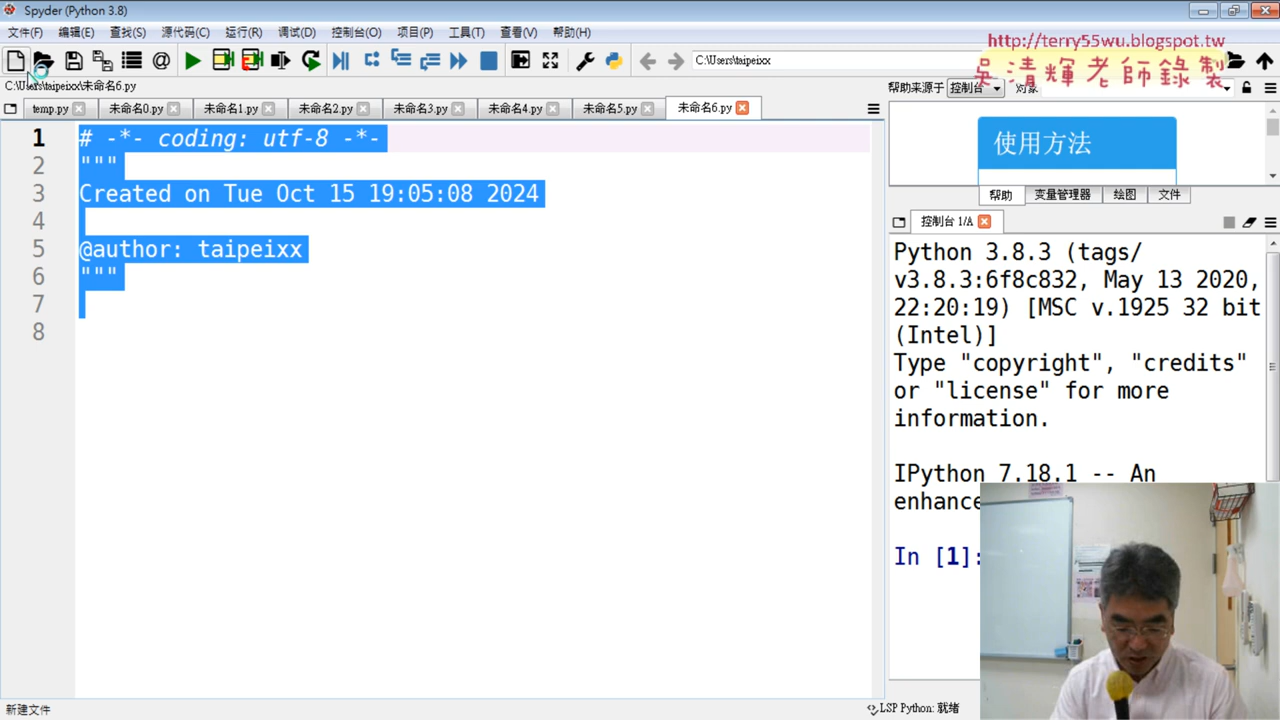 Spyder (Python 3.8)
文件(F) 编辑(E) 查找(S) 源代码(C) 运行(R) 调试(D) 控制台(O) 项目(P) 工具(T) 查看(V) 帮助(H)
http://terry55wu.blogspot.tw
吳清輝老師錄製
C:\Users\taipeixx
C:\Users\taipeixx\未命名6.py
帮助来源于 控制台 对象
temp.py 未命名0.py 未命名1.py 未命名2.py 未命名3.py 未命名4.py 未命名5.py 未命名6.py
1 # -*- coding: utf-8 -*-
2 """
3 Created on Tue Oct 15 19:05:08 2024
4
5 @author: taipeixx
6 """
7
8
使用方法
帮助 变量管理器 绘图 文件
控制台 1/A
Python 3.8.3 (tags/
v3.8.3:6f8c832, May 13 2020,
22:20:19) [MSC v.1925 32 bit
(Intel)]
Type "copyright", "credits"
or "license" for more
information.
IPython 7.18.1 -- An
enhance
In [1]:
新建文件
LSP Python: 就绪